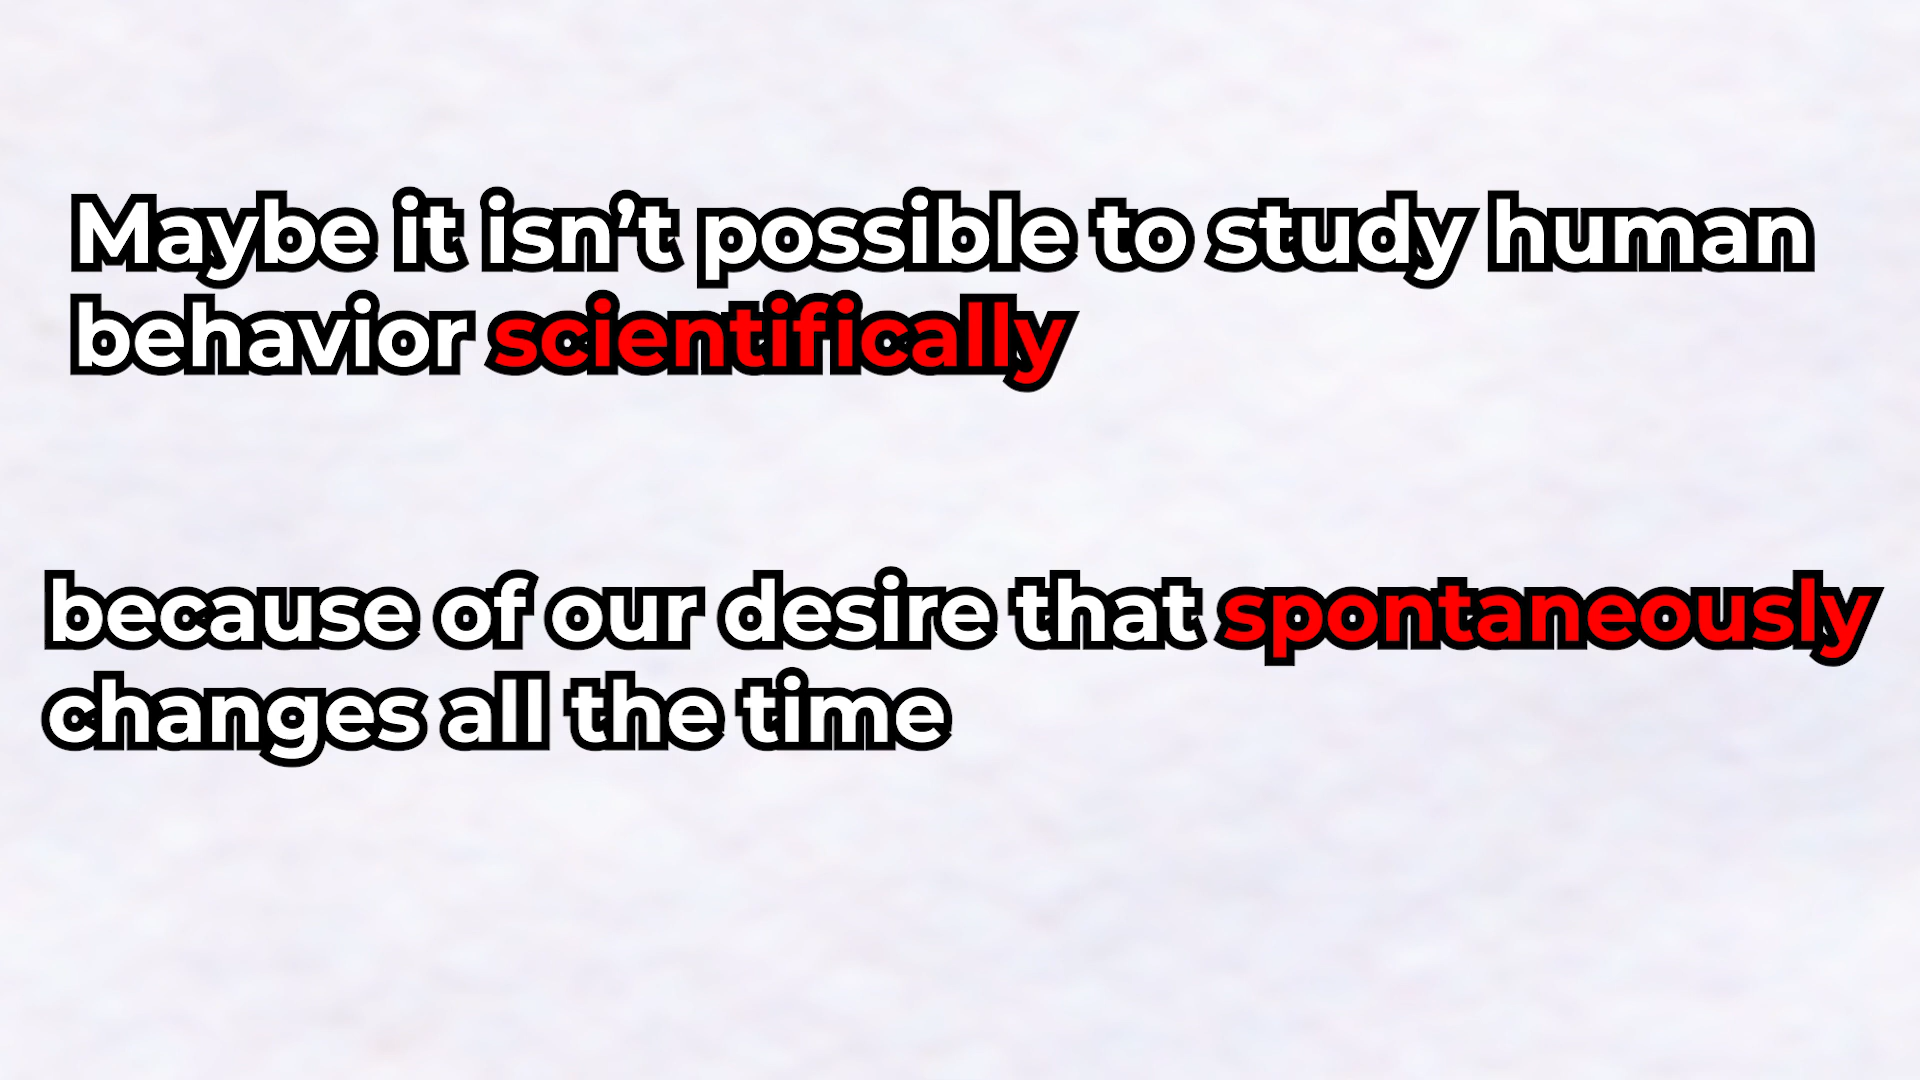 Maybe it isn’t possible to study human
behavior scientifically
because of our desire that spontaneously
changes all the time